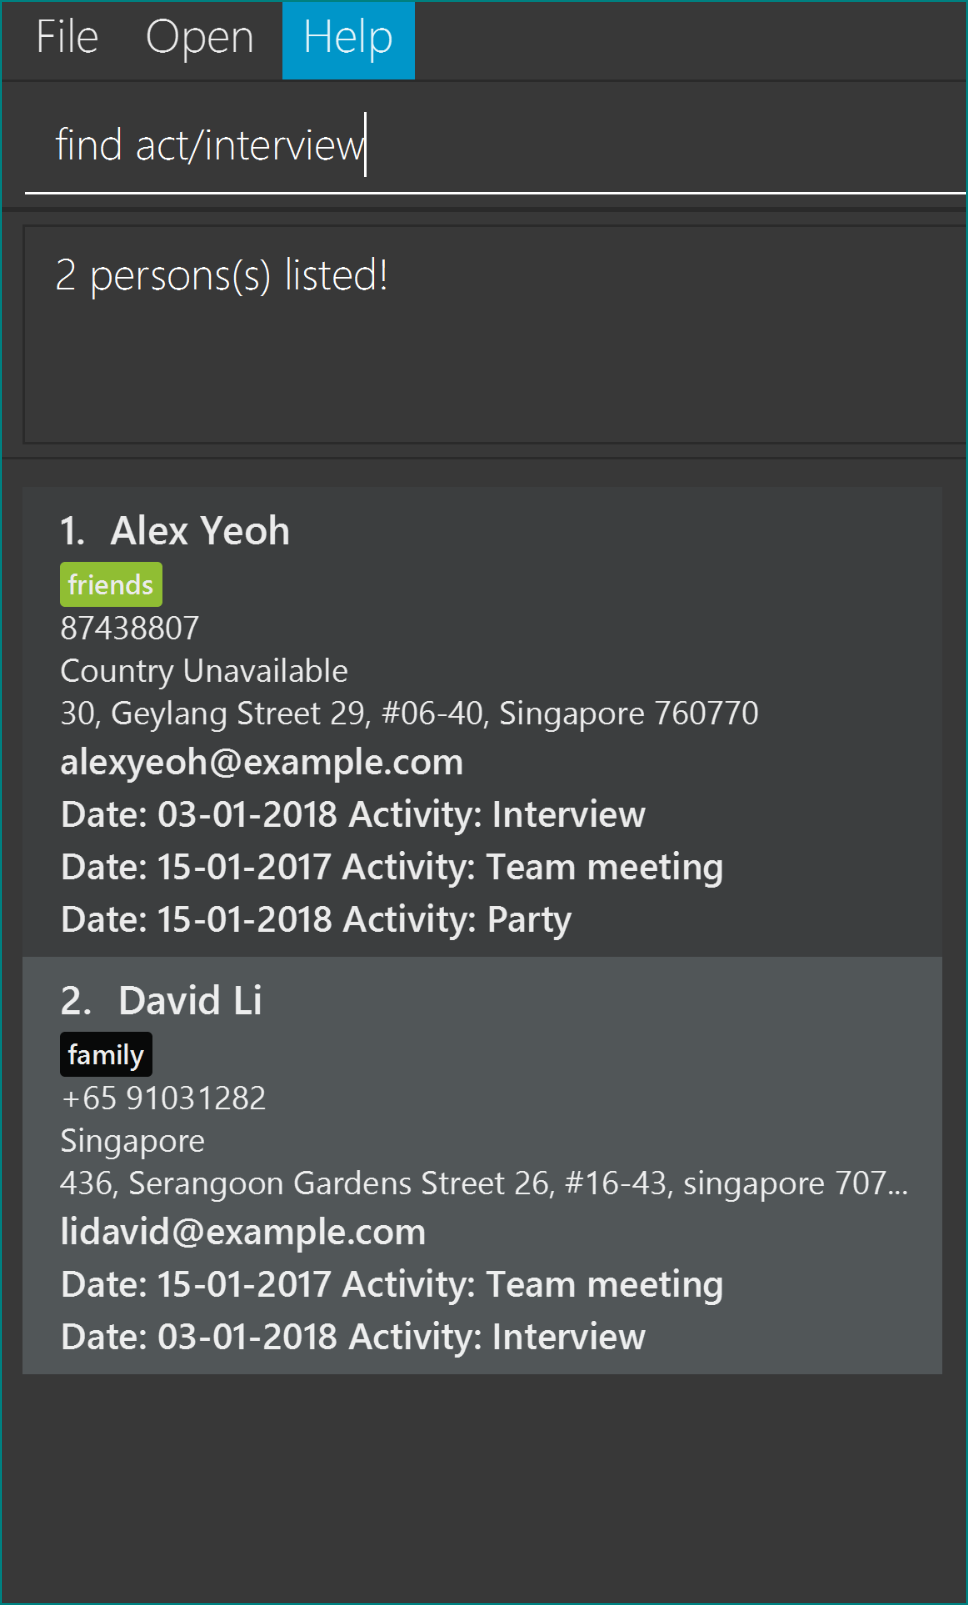 File Open Help
find act/interview
2 persons(s) listed!
1. Alex Yeoh
friends
87438807
Country Unavailable
30, Geylang Street 29, #06-40, Singapore 760770
alexyeoh@example.com
Date: 03-01-2018 Activity: Interview
Date: 15-01-2017 Activity: Team meeting
Date: 15-01-2018 Activity: Party
2. David Li
family
+65 91031282
Singapore
436, Serangoon Gardens Street 26, #16-43, singapore 707...
lidavid@example.com
Date: 15-01-2017 Activity: Team meeting
Date: 03-01-2018 Activity: Interview